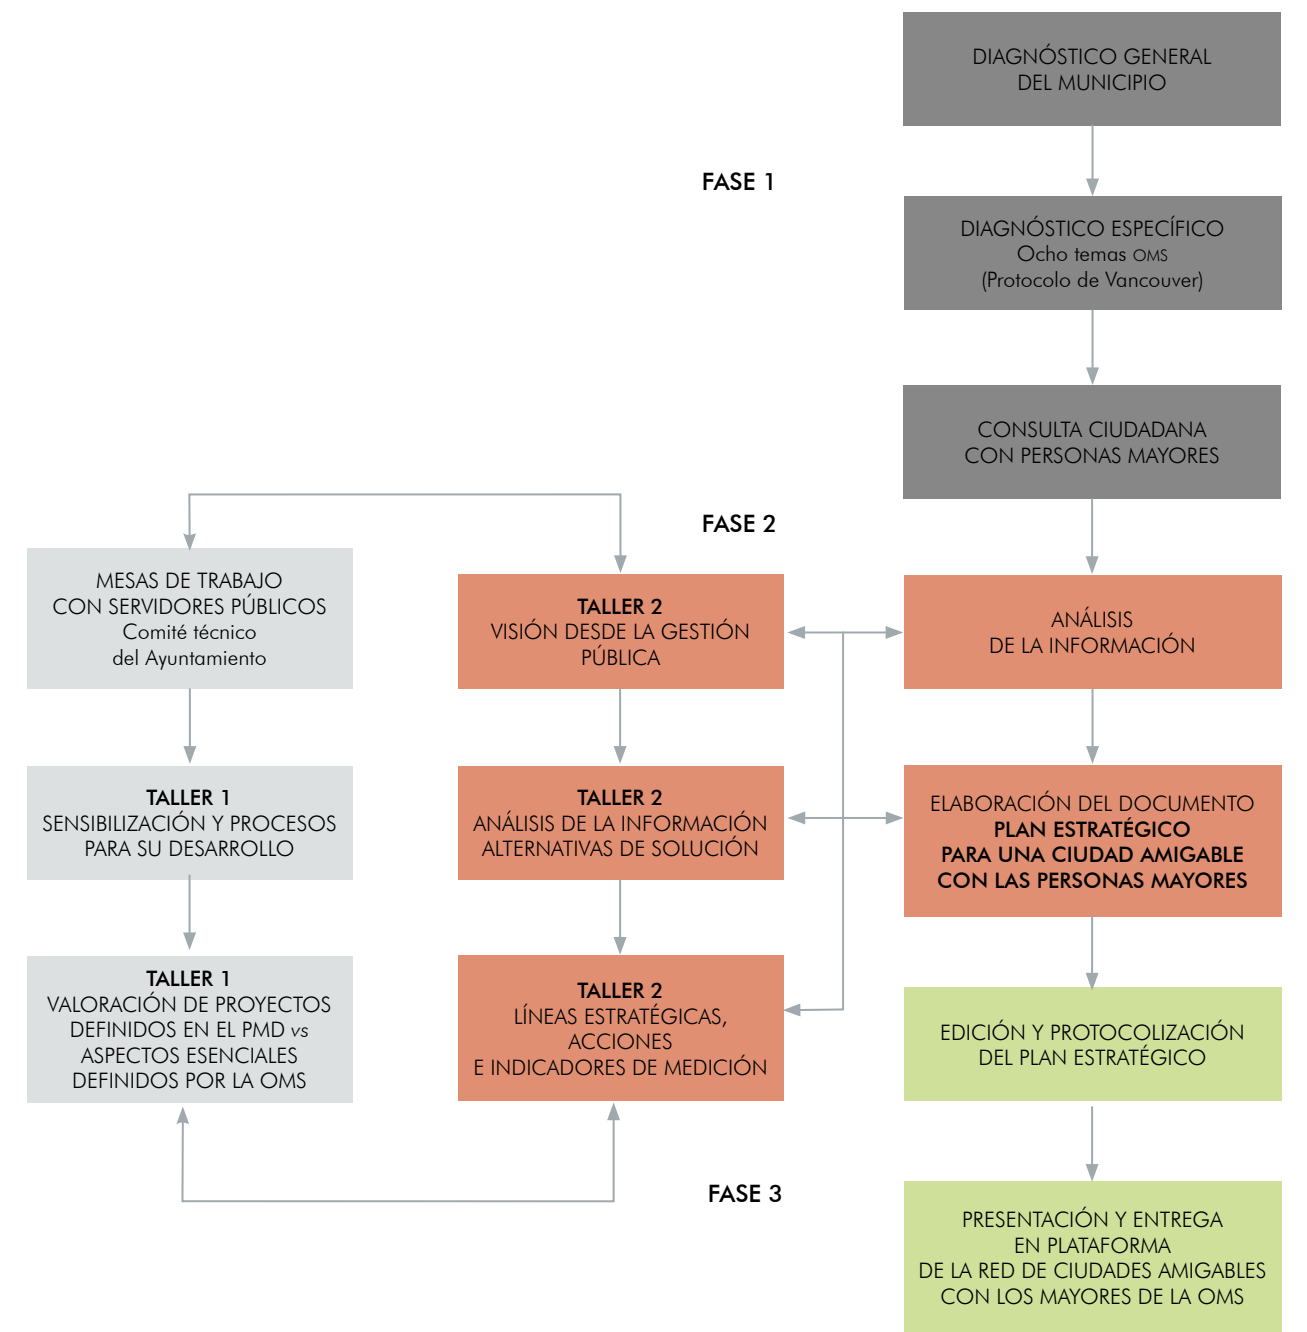 DIAGNÓSTICO GENERAL
DEL MUNICIPIO
FASE 1
DIAGNÓSTICO ESPECÍFICO
Ocho temas OMS
(Protocolo de Vancouver)
CONSULTA CIUDADANA
CON PERSONAS MAYORES
FASE 2
MESAS DE TRABAJO
CON SERVIDORES PÚBLICOS
Comité técnico
del Ayuntamiento
TALLER 2
VISIÓN DESDE LA GESTIÓN
PÚBLICA
ANÁLISIS
DE LA INFORMACIÓN
TALLER 1
SENSIBILIZACIÓN Y PROCESOS
PARA SU DESARROLLO
TALLER 2
ANÁLISIS DE LA INFORMACIÓN
ALTERNATIVAS DE SOLUCIÓN
ELABORACIÓN DEL DOCUMENTO
PLAN ESTRATÉGICO
PARA UNA CIUDAD AMIGABLE
CON LAS PERSONAS MAYORES
TALLER 1
VALORACIÓN DE PROYECTOS
DEFINIDOS EN EL PMD vs
ASPECTOS ESENCIALES
DEFINIDOS POR LA OMS
TALLER 2
LÍNEAS ESTRATÉGICAS,
ACCIONES
E INDICADORES DE MEDICIÓN
EDICIÓN Y PROTOCOLIZACIÓN
DEL PLAN ESTRATÉGICO
FASE 3
PRESENTACIÓN Y ENTREGA
EN PLATAFORMA
DE LA RED DE CIUDADES AMIGABLES
CON LOS MAYORES DE LA OMS